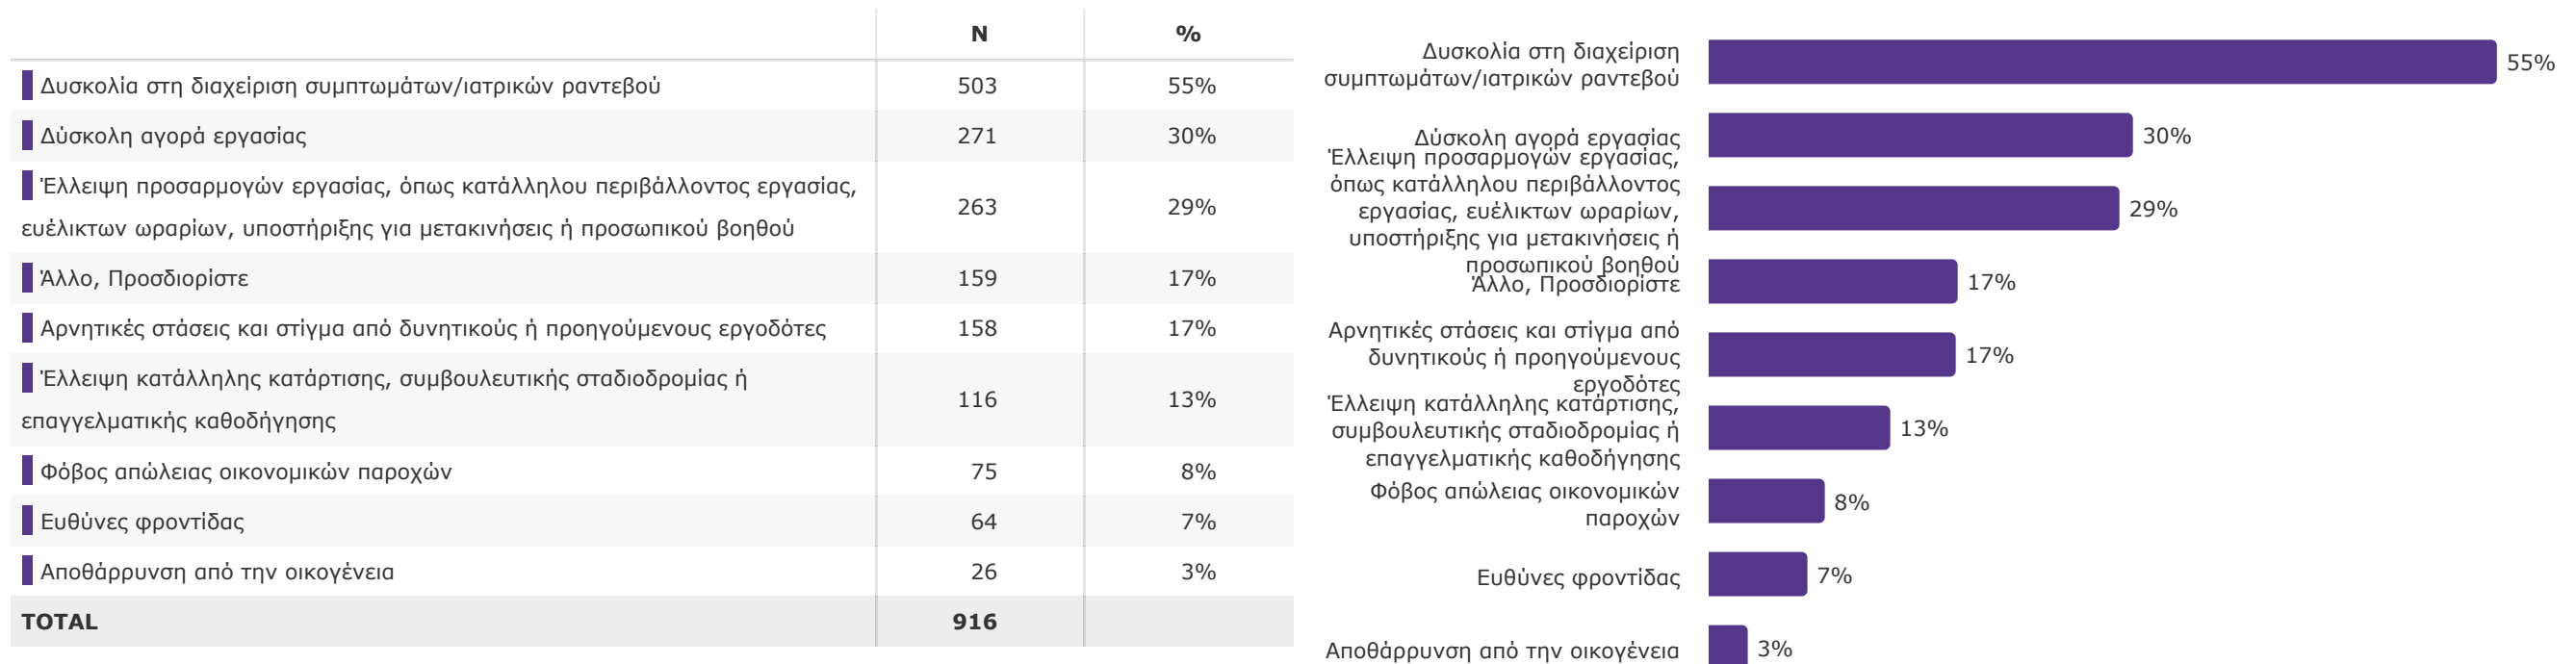 N %
Δυσκολία στη διαχείριση συμπτωμάτων/ιατρικών ραντεβού 503 55%
Δύσκολη αγορά εργασίας 271 30%
Έλλειψη προσαρμογών εργασίας, όπως κατάλληλου περιβάλλοντος εργασίας,
ευέλικτων ωραρίων, υποστήριξης για μετακινήσεις ή προσωπικού βοηθού 263 29%
Άλλο, Προσδιορίστε 159 17%
Αρνητικές στάσεις και στίγμα από δυνητικούς ή προηγούμενους εργοδότες 158 17%
Έλλειψη κατάλληλης κατάρτισης, συμβουλευτικής σταδιοδρομίας ή
επαγγελματικής καθοδήγησης 116 13%
Φόβος απώλειας οικονομικών παροχών 75 8%
Ευθύνες φροντίδας 64 7%
Αποθάρρυνση από την οικογένεια 26 3%
TOTAL 916
Δυσκολία στη διαχείριση
συμπτωμάτων/ιατρικών ραντεβού 55%
Δύσκολη αγορά εργασίας 30%
Έλλειψη προσαρμογών εργασίας,
όπως κατάλληλου περιβάλλοντος
εργασίας, ευέλικτων ωραρίων, 29%
υποστήριξης για μετακινήσεις ή
προσωπικού βοηθού
Άλλο, Προσδιορίστε 17%
Αρνητικές στάσεις και στίγμα από
δυνητικούς ή προηγούμενους 17%
εργοδότες
Έλλειψη κατάλληλης κατάρτισης,
συμβουλευτικής σταδιοδρομίας ή 13%
επαγγελματικής καθοδήγησης
Φόβος απώλειας οικονομικών 8%
παροχών
Ευθύνες φροντίδας 7%
Αποθάρρυνση από την οικογένεια 3%